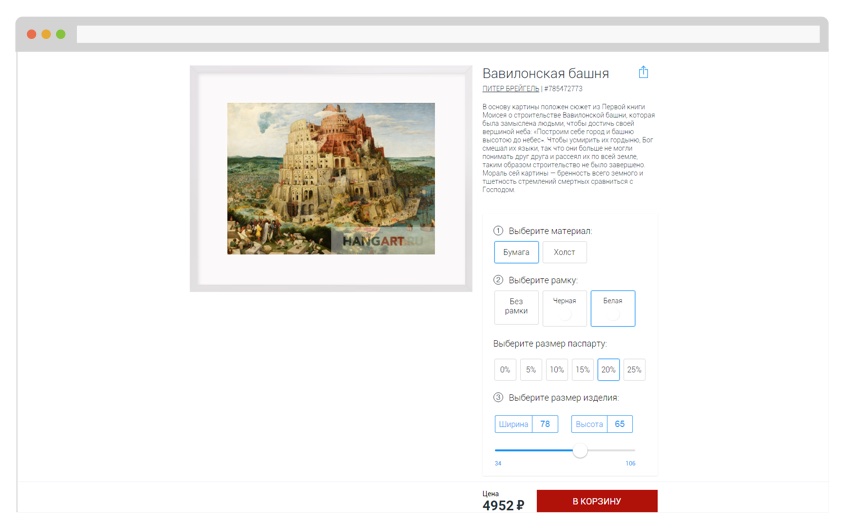 Вавилонская башня
ПИТЕР БРЕЙГЕЛЬ | #785472773
В основу картины положен сюжет из Первой книги
Моисея о строительстве Вавилонской башни, которая
была замыслена людьми, чтобы достичь своей
вершиной неба. «Построим себе город и башню
высотою до небес». Чтобы усмирить их гордыню, Бог
смешал их языки, так что они больше не могли
понимать друг друга и рассеял их по всей земле,
таким образом строительство не было завершено.
Мораль сей картины — бренность всего земного и
тщетность стремлений смертных сравниться с
Господом
HANGART.RU
1 Выберите материал:
Бумага Холст
2 Выберите рамку:
Без рамки Черная Белая
Выберите размер паспарту:
0% 5% 10% 15% 20% 25%
3 Выберите размер изделия:
Ширина 78 Высота 65
34 106
Цена
4952 ₽ В КОРЗИНУ